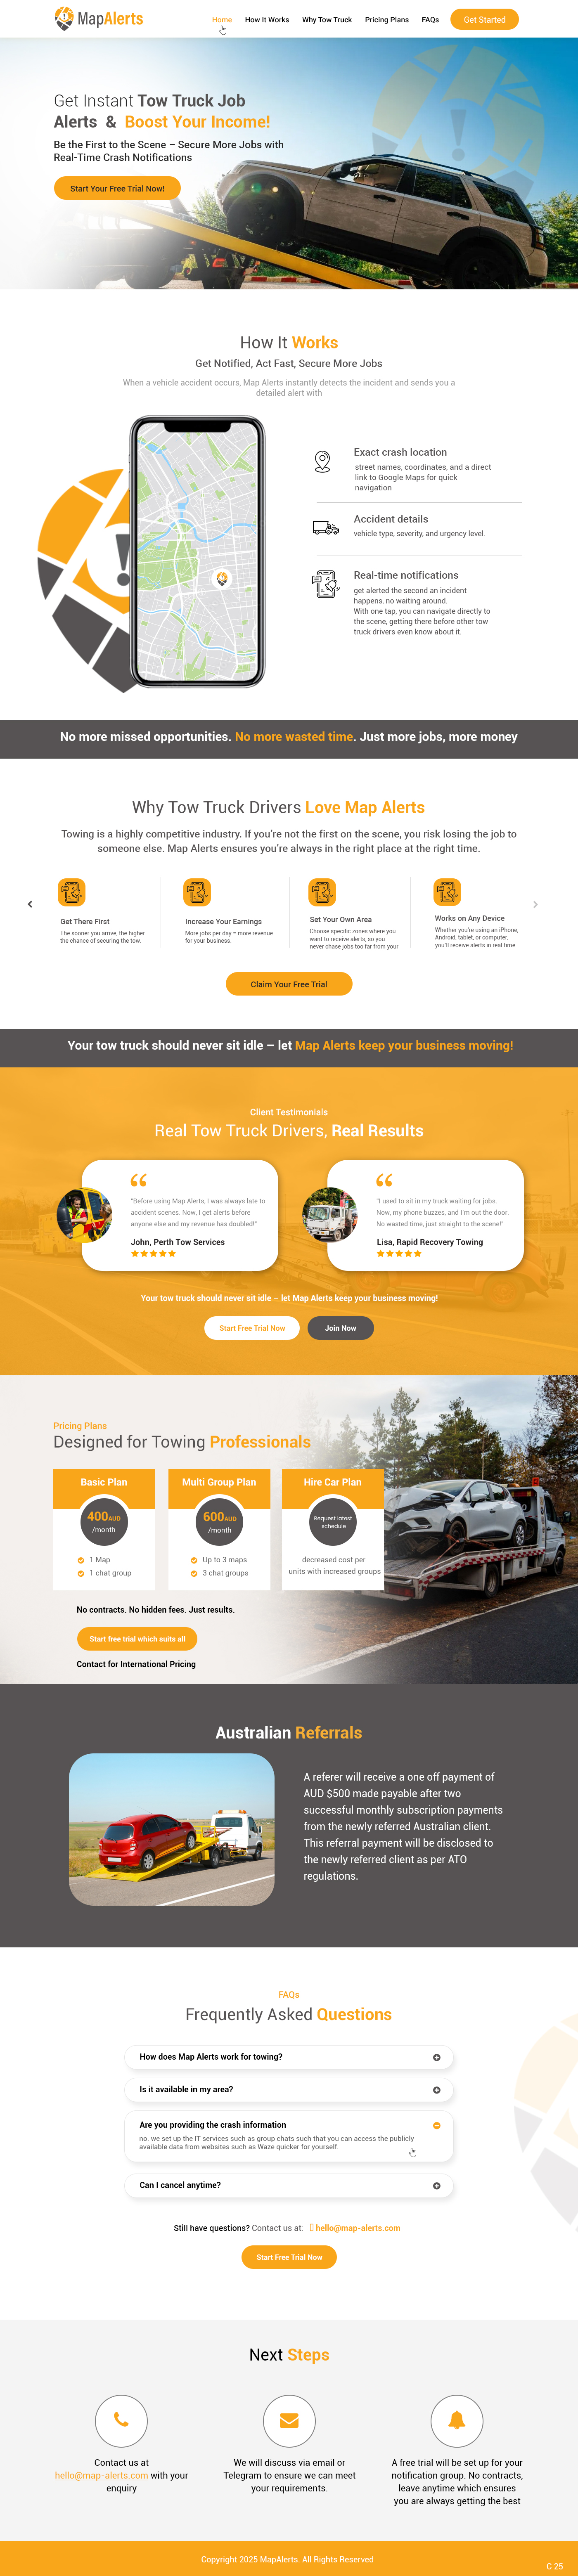 MapAlerts
Home How It Works Why Tow Truck Pricing Plans FAQs Get Started
Get Instant Tow Truck Job
Alerts & Boost Your Income!
Be the First to the Scene – Secure More Jobs with
Real-Time Crash Notifications
Start Your Free Trial Now!
How It Works
Get Notified, Act Fast, Secure More Jobs
When a vehicle accident occurs, Map Alerts instantly detects the incident and sends you a
detailed alert with
Exact crash location
street names, coordinates, and a direct
link to Google Maps for quick
navigation
Accident details
vehicle type, severity, and urgency level.
Real-time notifications
get alerted the second an incident
happens, no waiting around.
With one tap, you can navigate directly to
the scene, getting there before other tow
truck drivers even know about it.
No more missed opportunities. No more wasted time. Just more jobs, more money
Why Tow Truck Drivers Love Map Alerts
Towing is a highly competitive industry. If you're not the first on the scene, you risk losing the job to
someone else. Map Alerts ensures you're always in the right place at the right time.
Get There First
The sooner you arrive, the higher
the chance of securing the tow.
Increase Your Earnings
More jobs per day = more revenue
for your business.
Set Your Own Area
Choose specific zones where you
want to receive alerts, so you
never chase jobs too far from your
Works on Any Device
Whether you're using an iPhone,
Android, tablet, or computer,
you'll receive alerts in real time.
Claim Your Free Trial
Your tow truck should never sit idle – let Map Alerts keep your business moving!
Client Testimonials
Real Tow Truck Drivers, Real Results
"Before using Map Alerts, I was always late to
accident scenes. Now, I get alerts before
anyone else and my revenue has doubled!"
John, Perth Tow Services
"I used to sit in my truck waiting for jobs.
Now, my phone buzzes, and I'm out the door.
No wasted time, just straight to the scene!"
Lisa, Rapid Recovery Towing
Your tow truck should never sit idle – let Map Alerts keep your business moving!
Start Free Trial Now Join Now
Pricing Plans
Designed for Towing Professionals
Basic Plan
400AUD
/month
1 Map
1 chat group
Multi Group Plan
600AUD
/month
Up to 3 maps
3 chat groups
Hire Car Plan
Request latest
schedule
decreased cost per
units with increased groups
No contracts. No hidden fees. Just results.
Start free trial which suits all
Contact for International Pricing
Australian Referrals
A referer will receive a one off payment of
AUD $500 made payable after two
successful monthly subscription payments
from the newly referred Australian client.
This referral payment will be disclosed to
the newly referred client as per ATO
regulations.
FAQs
Frequently Asked Questions
How does Map Alerts work for towing?
Is it available in my area?
Are you providing the crash information
no. we set up the IT services such as group chats such that you can access the publicly
available data from websites such as Waze quicker for yourself.
Can I cancel anytime?
Still have questions? Contact us at: hello@map-alerts.com
Start Free Trial Now
Next Steps
Contact us at
hello@map-alerts.com with your
enquiry
We will discuss via email or
Telegram to ensure we can meet
your requirements.
A free trial will be set up for your
notification group. No contracts,
leave anytime which ensures
you are always getting the best
Copyright 2025 MapAlerts. All Rights Reserved
C 25